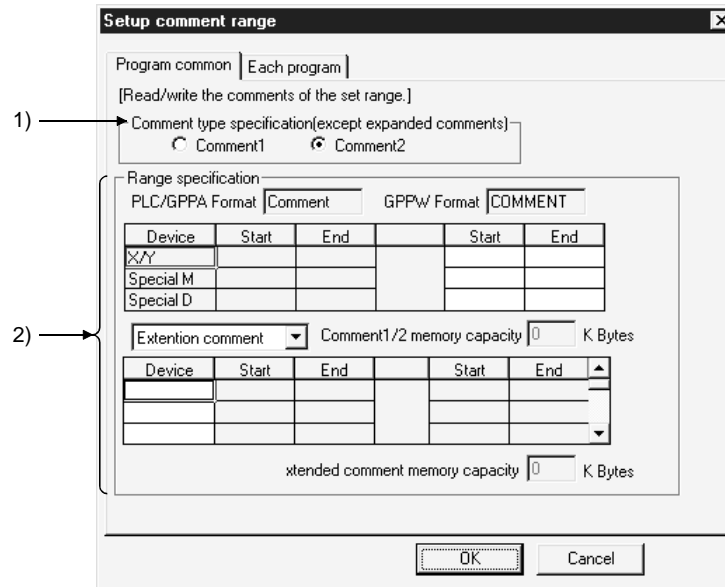 Setup comment range
Program common Each program
[Read/write the comments of the set range.]
1)
Comment type specification(except expanded comments)
Comment1 Comment2
Range specification
PLC/GPPA Format Comment GPPW Format COMMENT
Device Start End Start End
X/Y
Special M
Special D
2)
Extention comment Comment1/2 memory capacity 0 K Bytes
Device Start End Start End
xtended comment memory capacity 0 K Bytes
OK Cancel